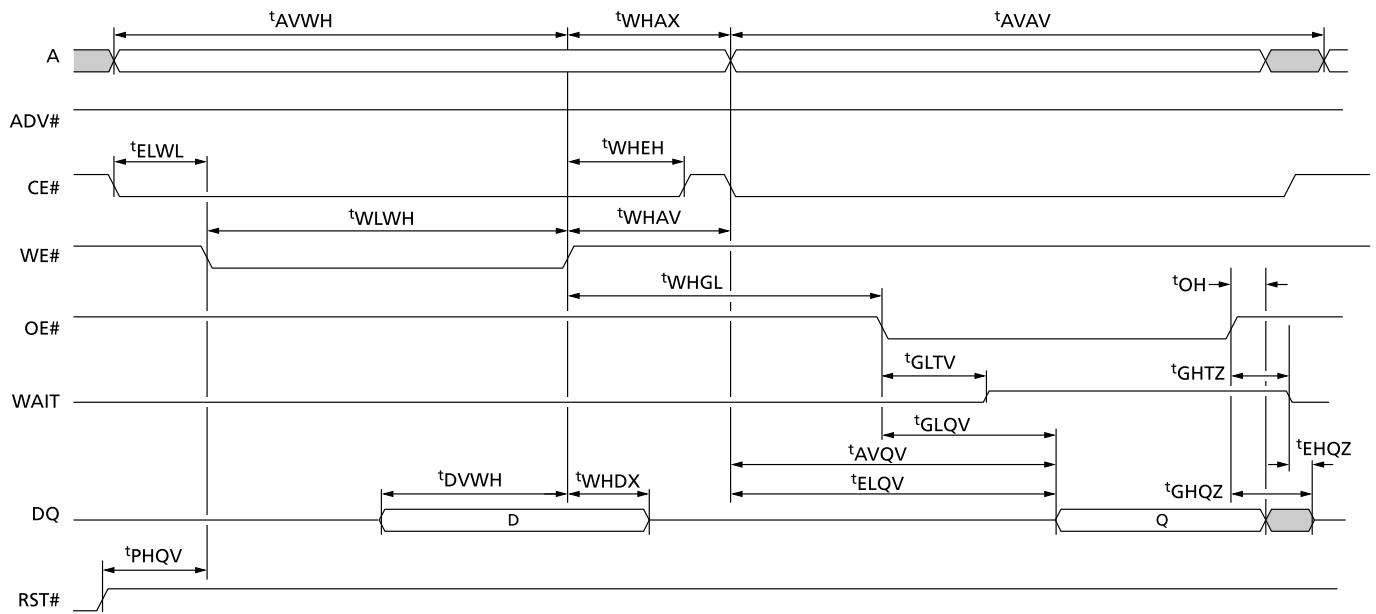 tAVWH tWHAX tAVAV
A
ADV#
tELWL tWHEH
CE#
tWLWH tWHAV
WE#
tWHGL tOH
OE#
tGLTV tGHTZ
WAIT
tGLQV
tAVQV tEHQZ
tDVWH tWHDX tELQV tGHQZ
DQ D Q
tPHQV
RST#